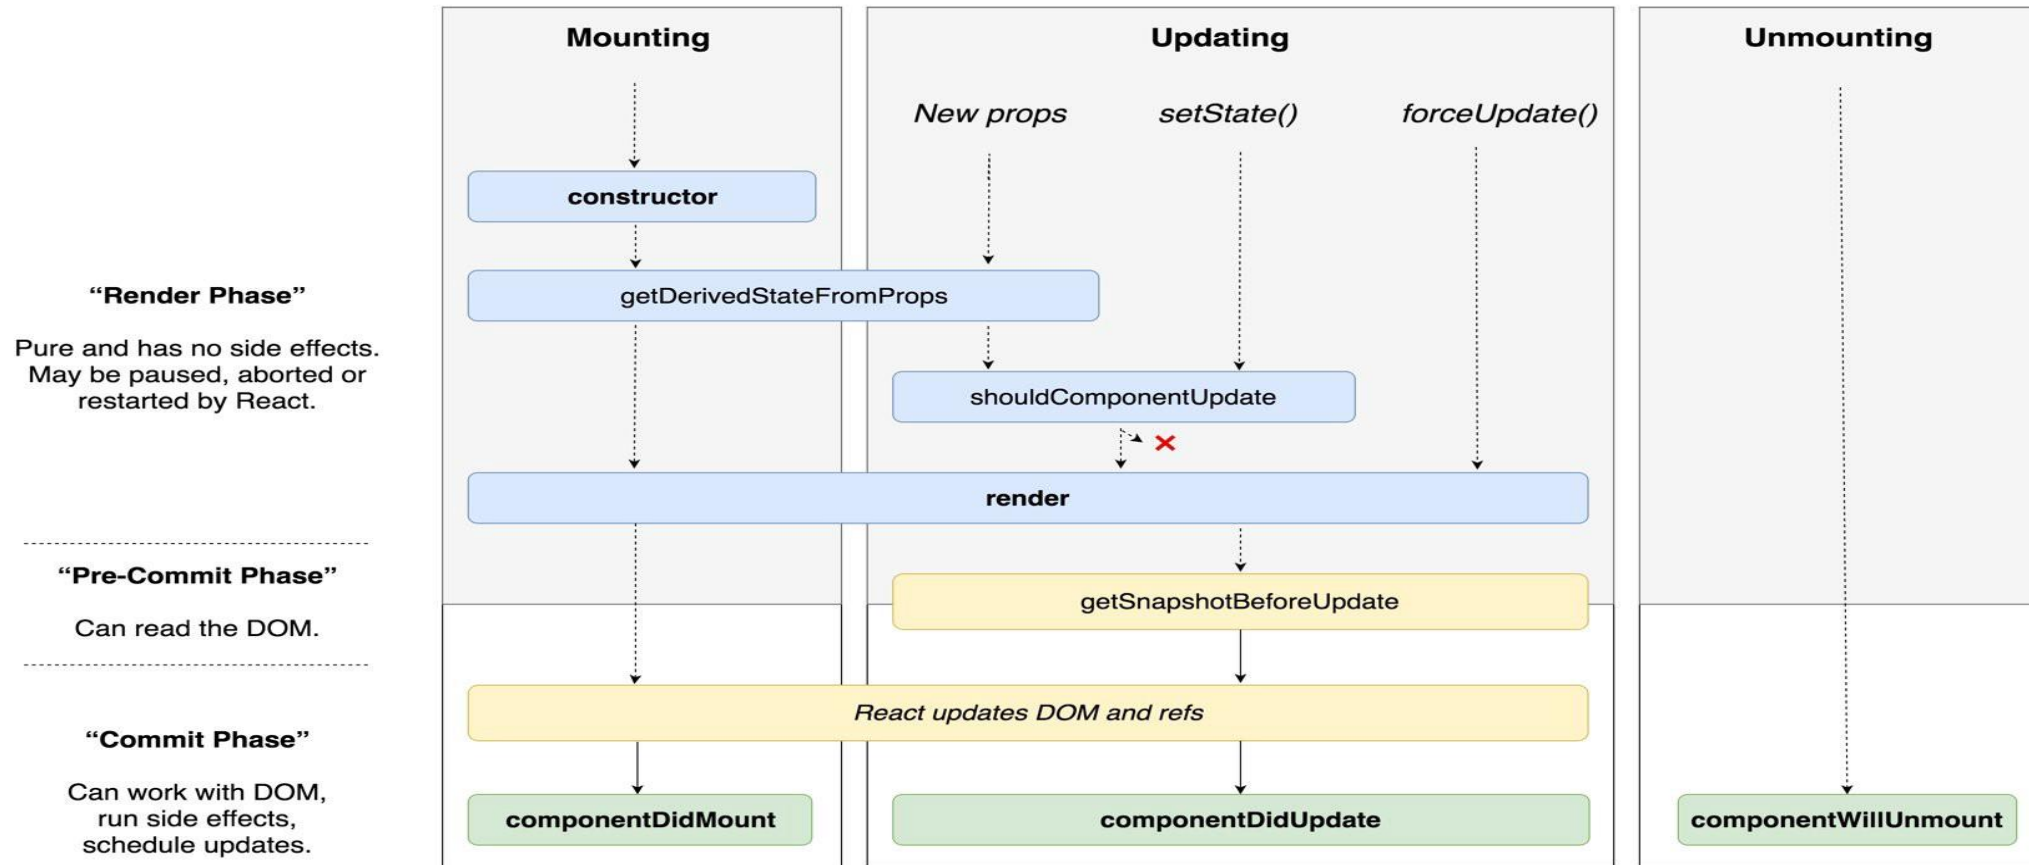 Mounting
Updating
Unmounting
New props
setState()
forceUpdate()
constructor
“Render Phase”
getDerivedStateFromProps
Pure and has no side effects.
May be paused, aborted or
restarted by React.
shouldComponentUpdate
render
“Pre-Commit Phase”
Can read the DOM.
getSnapshotBeforeUpdate
React updates DOM and refs
“Commit Phase”
Can work with DOM,
run side effects,
schedule updates.
componentDidMount
componentDidUpdate
componentWillUnmount